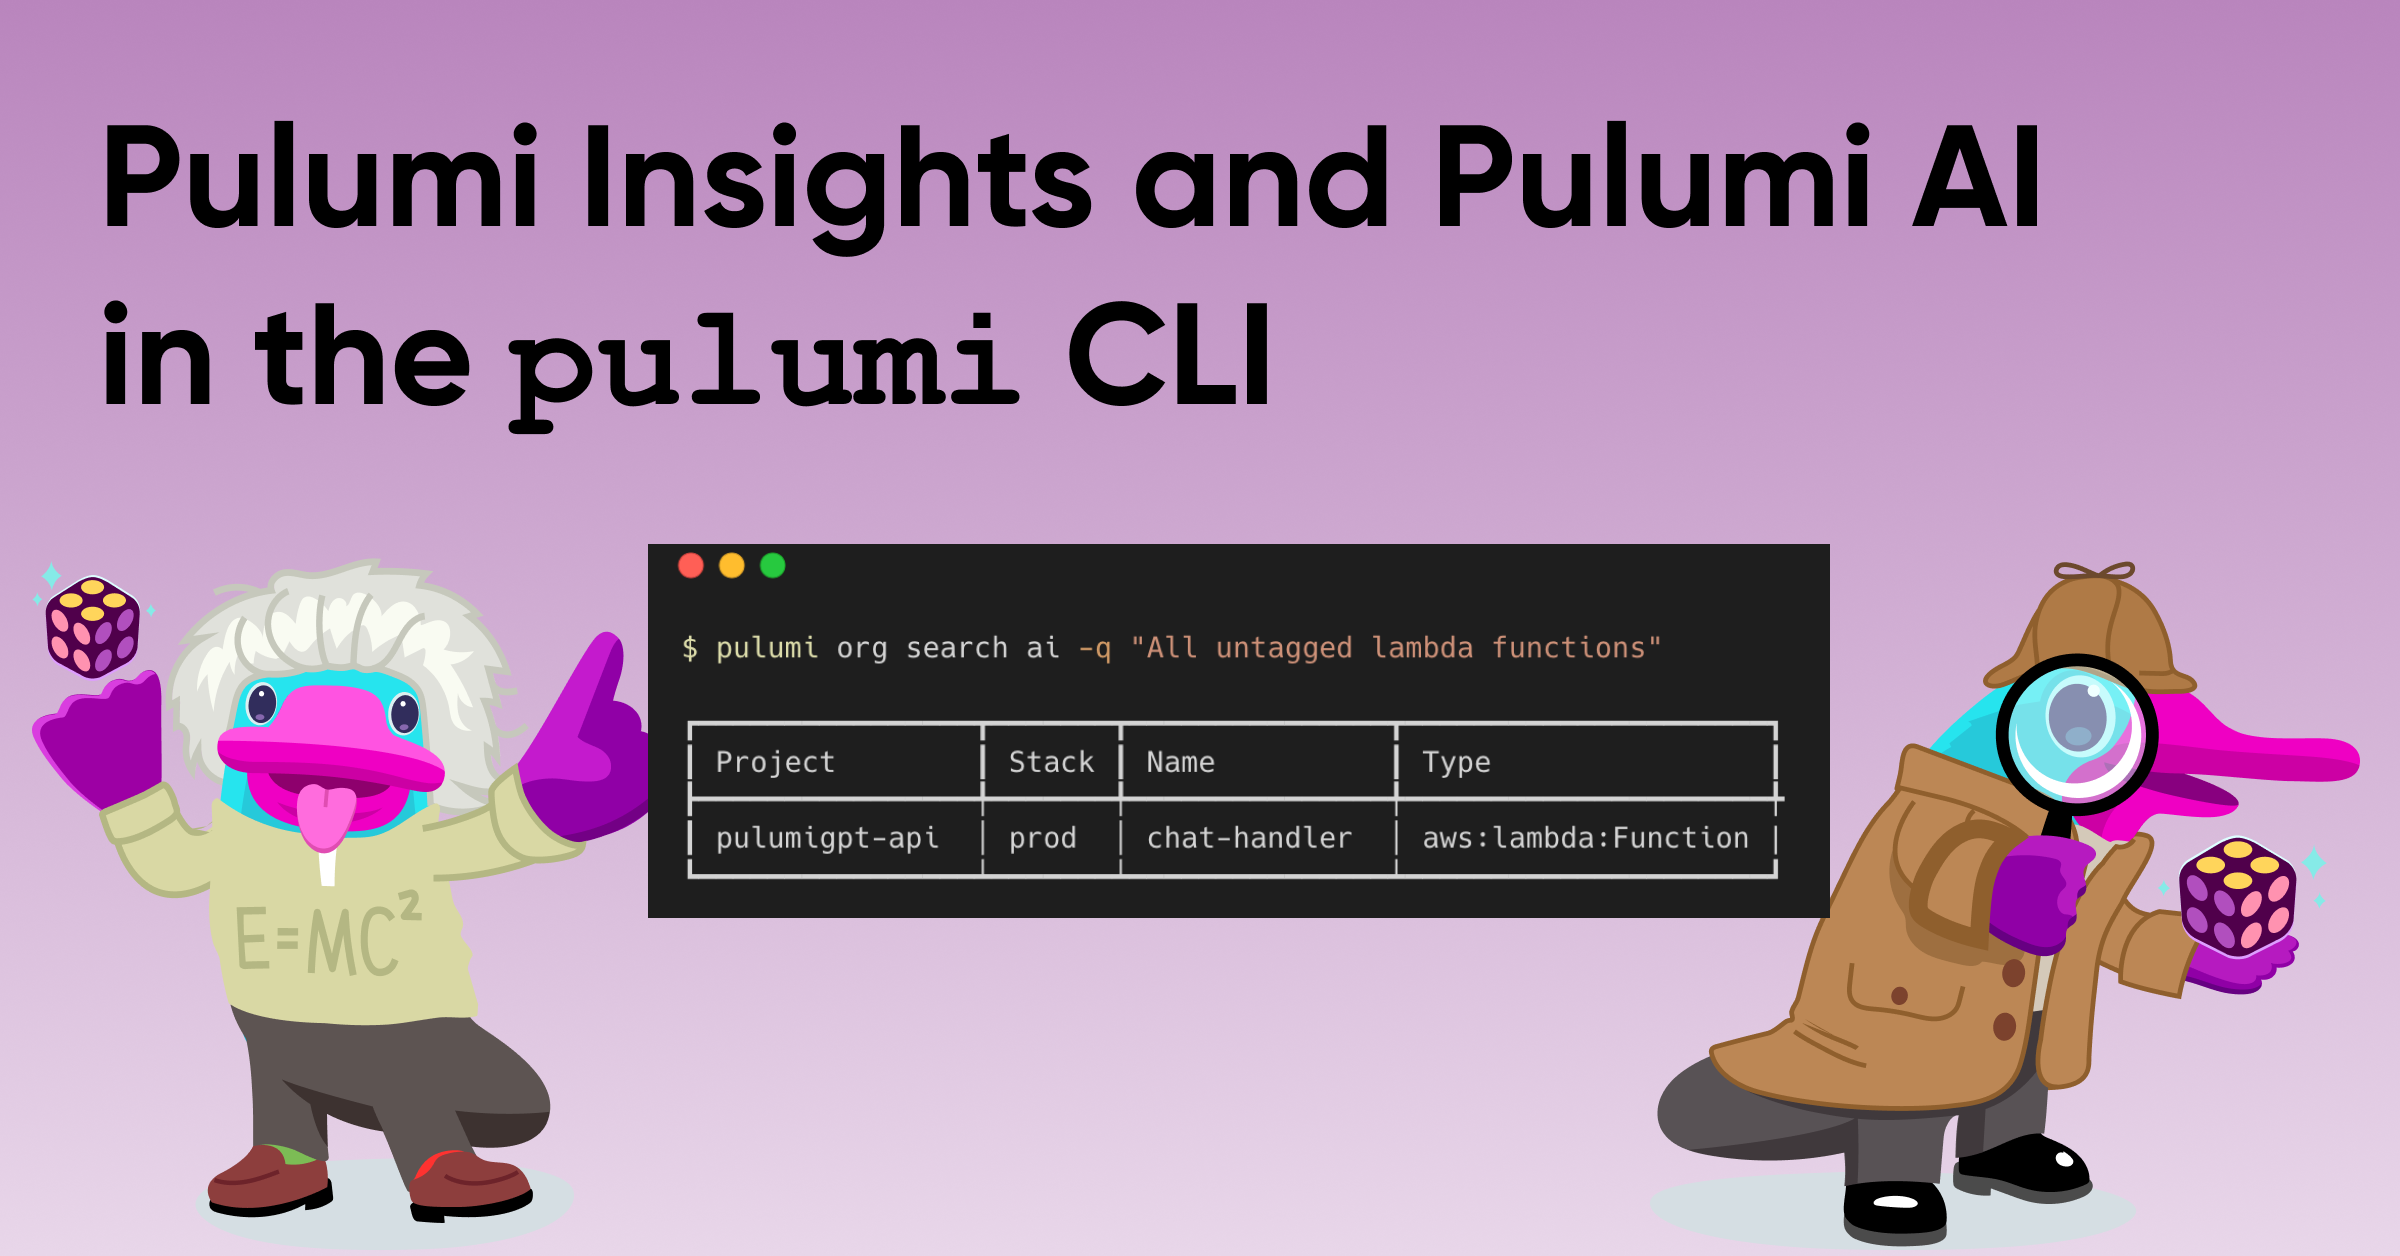 Pulumi Insights and Pulumi AI
in the pulumi CLI
$ pulumi org search ai -q "All untagged lambda functions"
Project Stack Name Type
pulumigpt-api prod chat-handler aws:lambda:Function
E=MC²